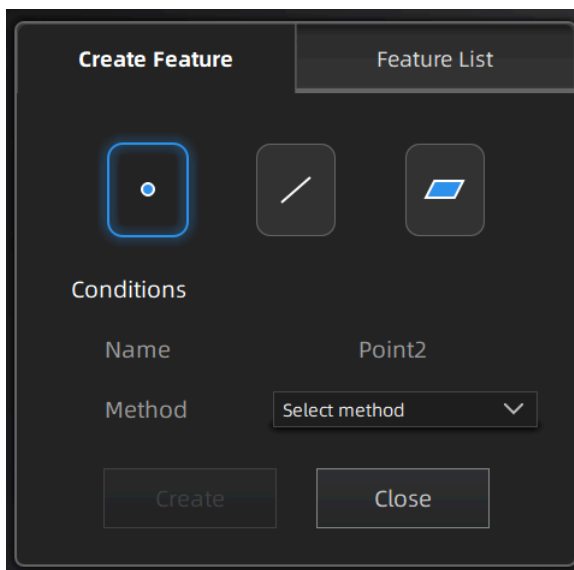 Create Feature Feature List
Conditions
Name Point2
Method Select method
Create Close